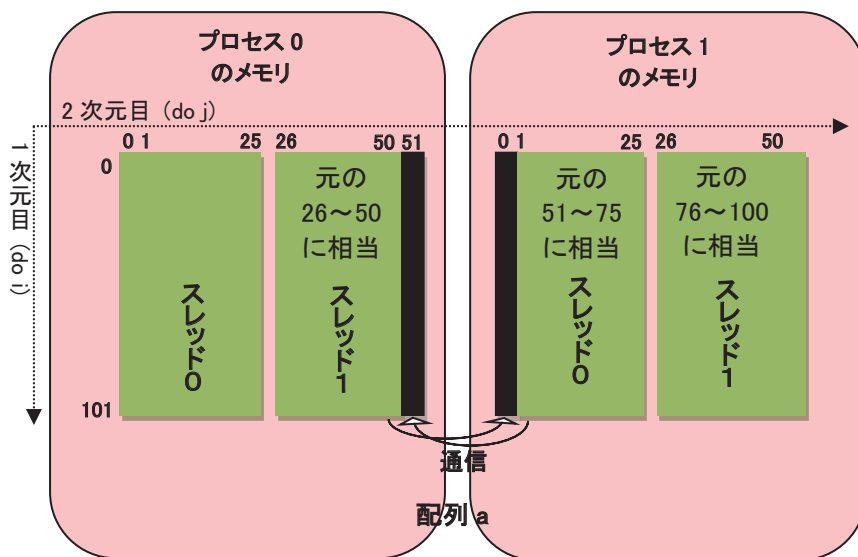 プロセス 0
のメモリ
プロセス 1
のメモリ
2 次元目 (do j)
1次元目 (do i)
0 1
25
26
50 51
0 1
25
26
50
0
101
スレッド0
元の
26～50
に相当
スレッド1
元の
51～75
に相当
スレッド0
元の
76～100
に相当
スレッド1
通信
配列 a